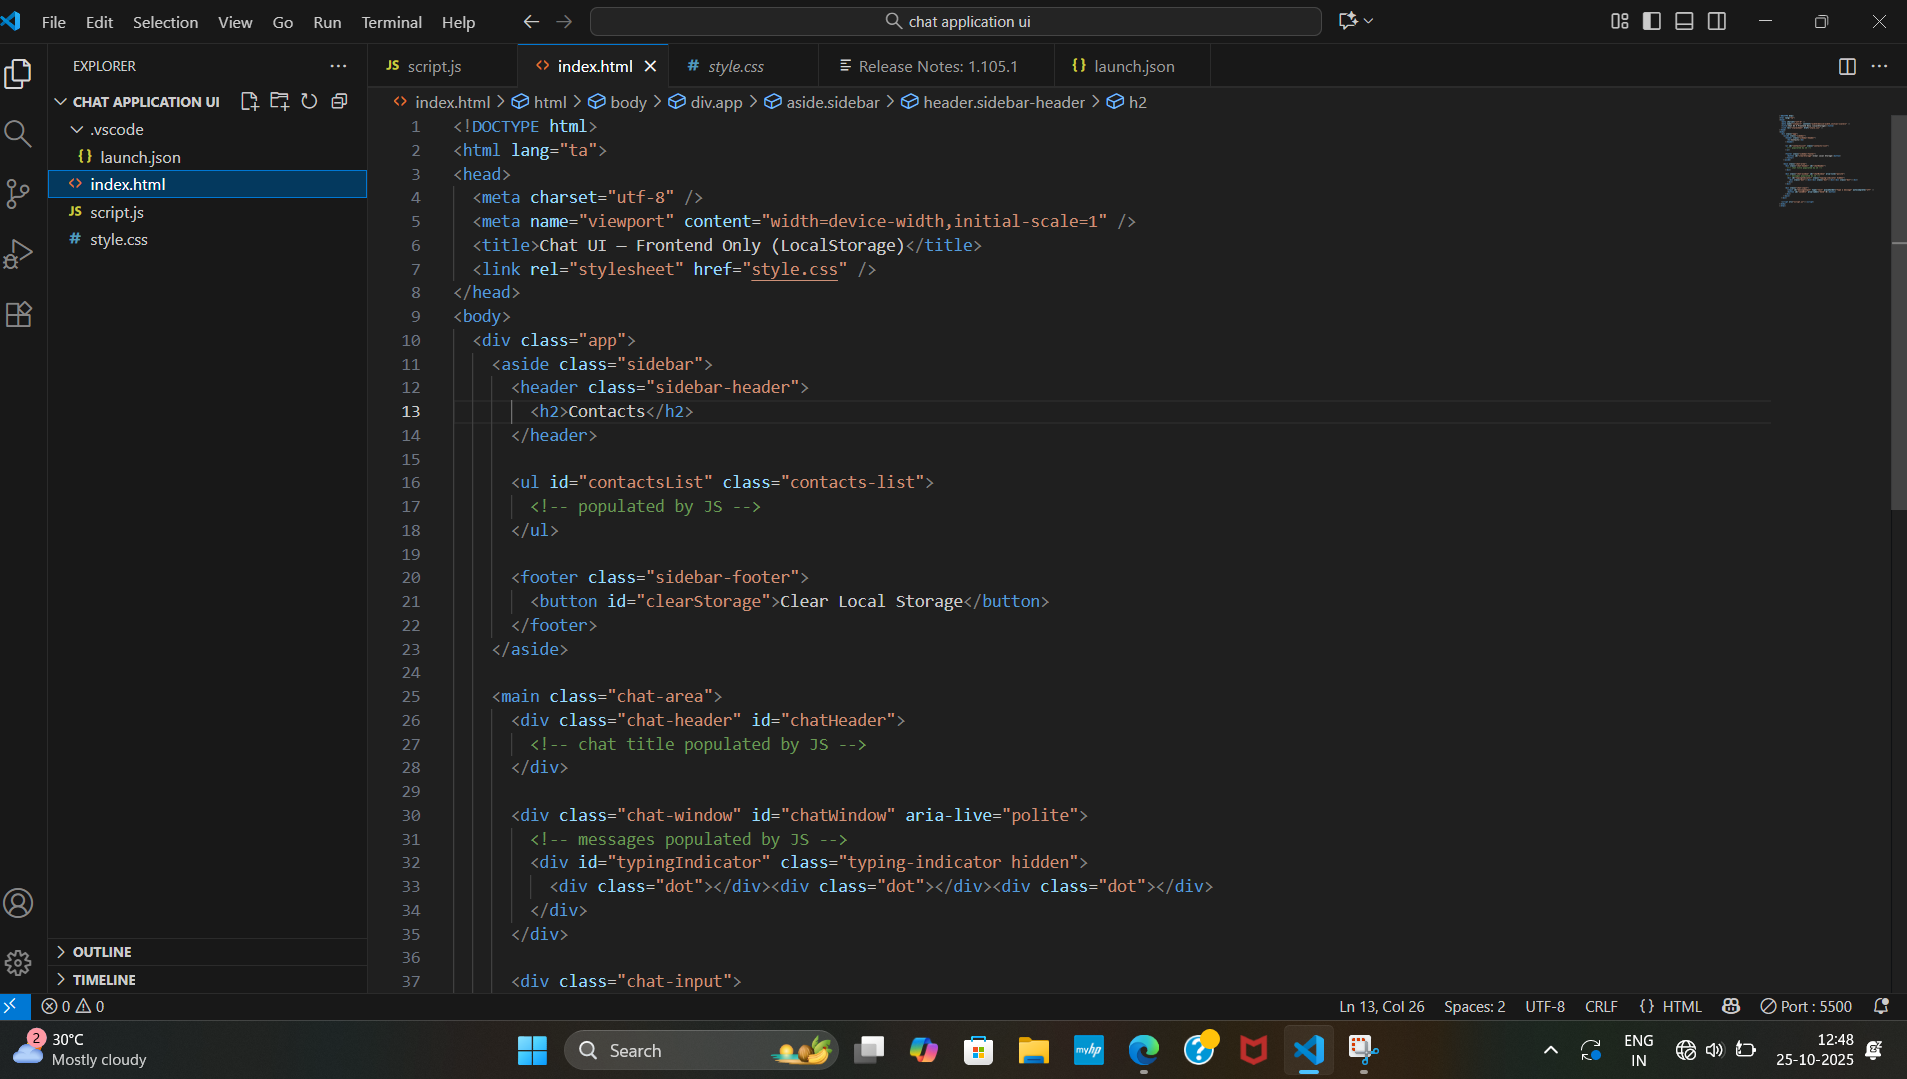 File Edit Selection View Go Run Terminal Help
chat application ui
EXPLORER
CHAT APPLICATION UI
.vscode
{} launch.json
<> index.html
JS script.js
# style.css
OUTLINE
TIMELINE
JS script.js
<> index.html
# style.css
Release Notes: 1.105.1
{} launch.json
<> index.html > html > body > div.app > aside.sidebar > header.sidebar-header > h2
1 <!DOCTYPE html>
2 <html lang="ta">
3 <head>
4 <meta charset="utf-8" />
5 <meta name="viewport" content="width=device-width,initial-scale=1" />
6 <title>Chat UI — Frontend Only (LocalStorage)</title>
7 <link rel="stylesheet" href="style.css" />
8 </head>
9 <body>
10 <div class="app">
11 <aside class="sidebar">
12 <header class="sidebar-header">
13 <h2>Contacts</h2>
14 </header>
15
16 <ul id="contactsList" class="contacts-list">
17 <!-- populated by JS -->
18 </ul>
19
20 <footer class="sidebar-footer">
21 <button id="clearStorage">Clear Local Storage</button>
22 </footer>
23 </aside>
24
25 <main class="chat-area">
26 <div class="chat-header" id="chatHeader">
27 <!-- chat title populated by JS -->
28 </div>
29
30 <div class="chat-window" id="chatWindow" aria-live="polite">
31 <!-- messages populated by JS -->
32 <div id="typingIndicator" class="typing-indicator hidden">
33 <div class="dot"></div><div class="dot"></div><div class="dot"></div>
34 </div>
35 </div>
36
37 <div class="chat-input">
0 0
Ln 13, Col 26 Spaces: 2 UTF-8 CRLF {} HTML Port : 5500
2
30°C
Mostly cloudy
Search
myhp
ENG
IN
12:48
25-10-2025